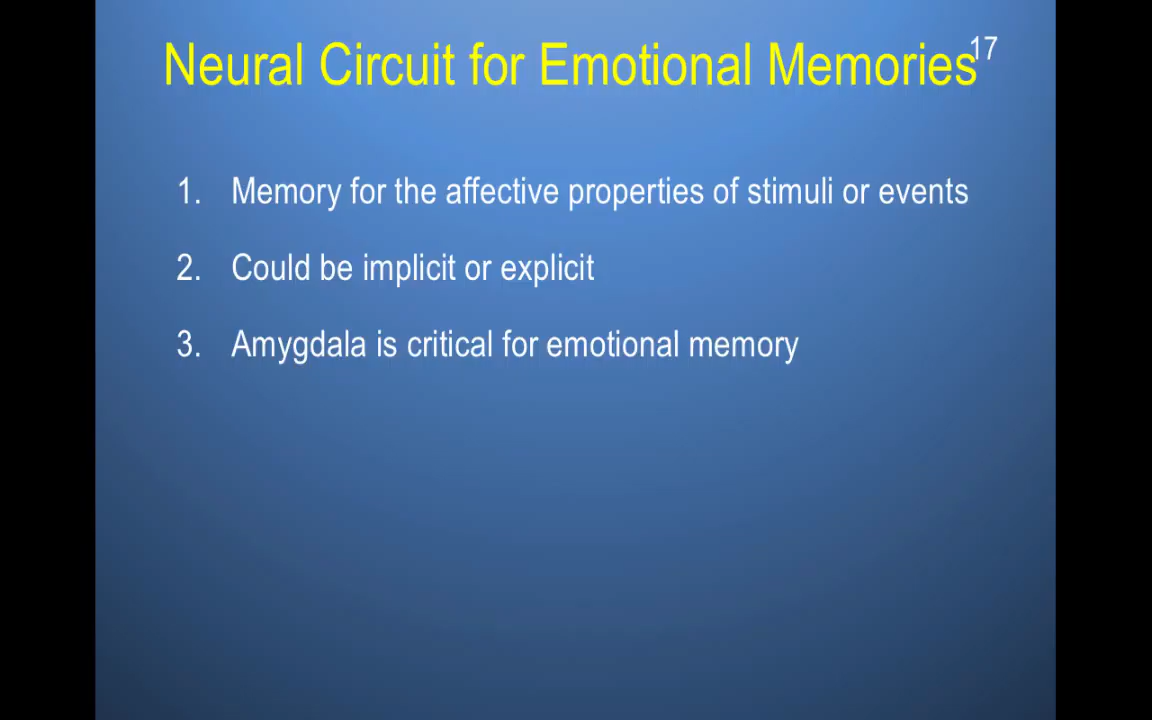 Neural Circuit for Emotional Memories
17
1. Memory for the affective properties of stimuli or events
2. Could be implicit or explicit
3. Amygdala is critical for emotional memory